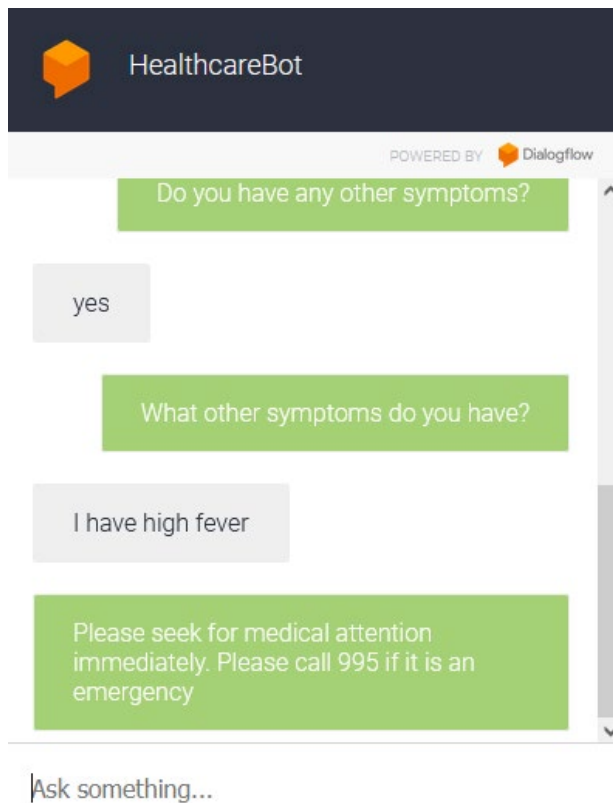 HealthcareBot
POWERED BY Dialogflow
Do you have any other symptoms?
yes
What other symptoms do you have?
I have high fever
Please seek for medical attention
immediately. Please call 995 if it is an
emergency
Ask something...